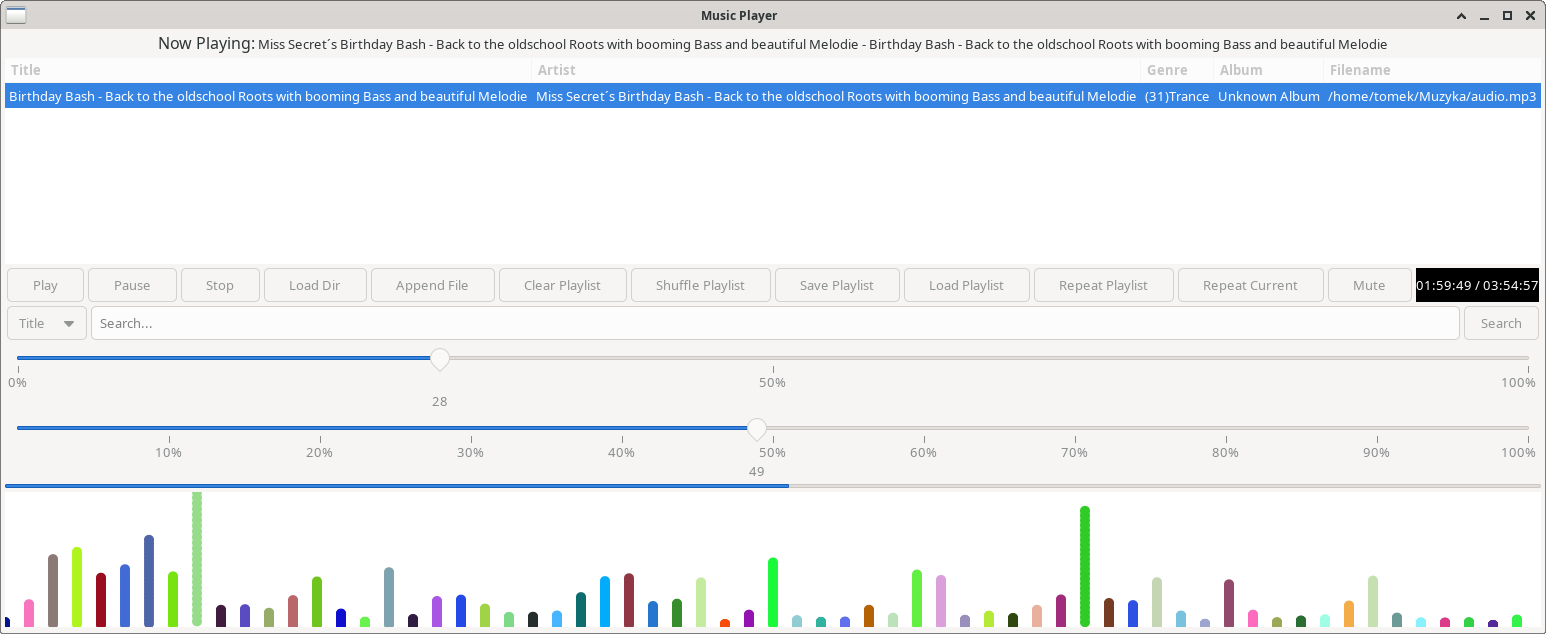 Music Player
Now Playing: Miss Secret´s Birthday Bash - Back to the oldschool Roots with booming Bass and beautiful Melodie - Birthday Bash - Back to the oldschool Roots with booming Bass and beautiful Melodie
Title Artist Genre Album Filename
Birthday Bash - Back to the oldschool Roots with booming Bass and beautiful Melodie Miss Secret´s Birthday Bash - Back to the oldschool Roots with booming Bass and beautiful Melodie (31)Trance Unknown Album /home/tomek/Muzyka/audio.mp3
Play Pause Stop Load Dir Append File Clear Playlist Shuffle Playlist Save Playlist Load Playlist Repeat Playlist Repeat Current Mute 01:59:49 / 03:54:57
Title Search... Search
0% 50% 100%
28
10% 20% 30% 40% 50% 60% 70% 80% 90% 100%
49